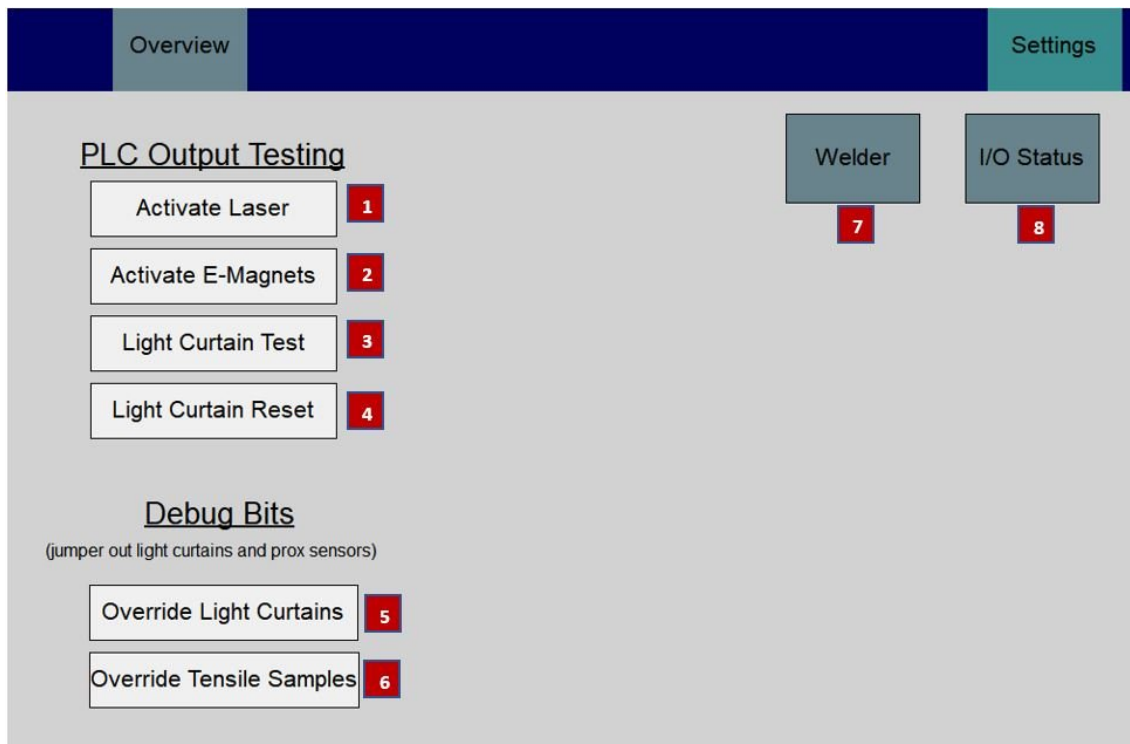 Overview
Settings
PLC Output Testing
Welder
I/O Status
Activate Laser
1
7
8
Activate E-Magnets
2
Light Curtain Test
3
Light Curtain Reset
4
Debug Bits
(jumper out light curtains and prox sensors)
Override Light Curtains
5
Override Tensile Samples
6